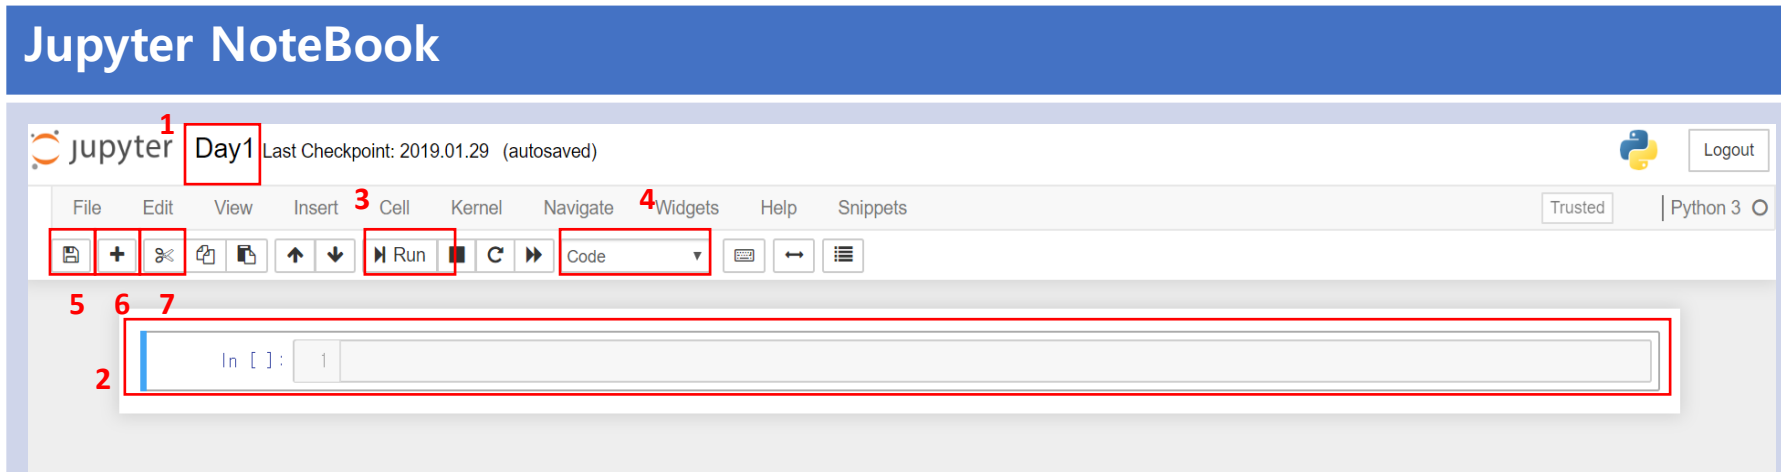 Jupyter NoteBook
1
jupyter Day1 Last Checkpoint: 2019.01.29 (autosaved) Logout
3 4
File Edit View Insert Cell Kernel Navigate Widgets Help Snippets Trusted Python 3
Run Code
5 6 7
In [ ]: 1
2